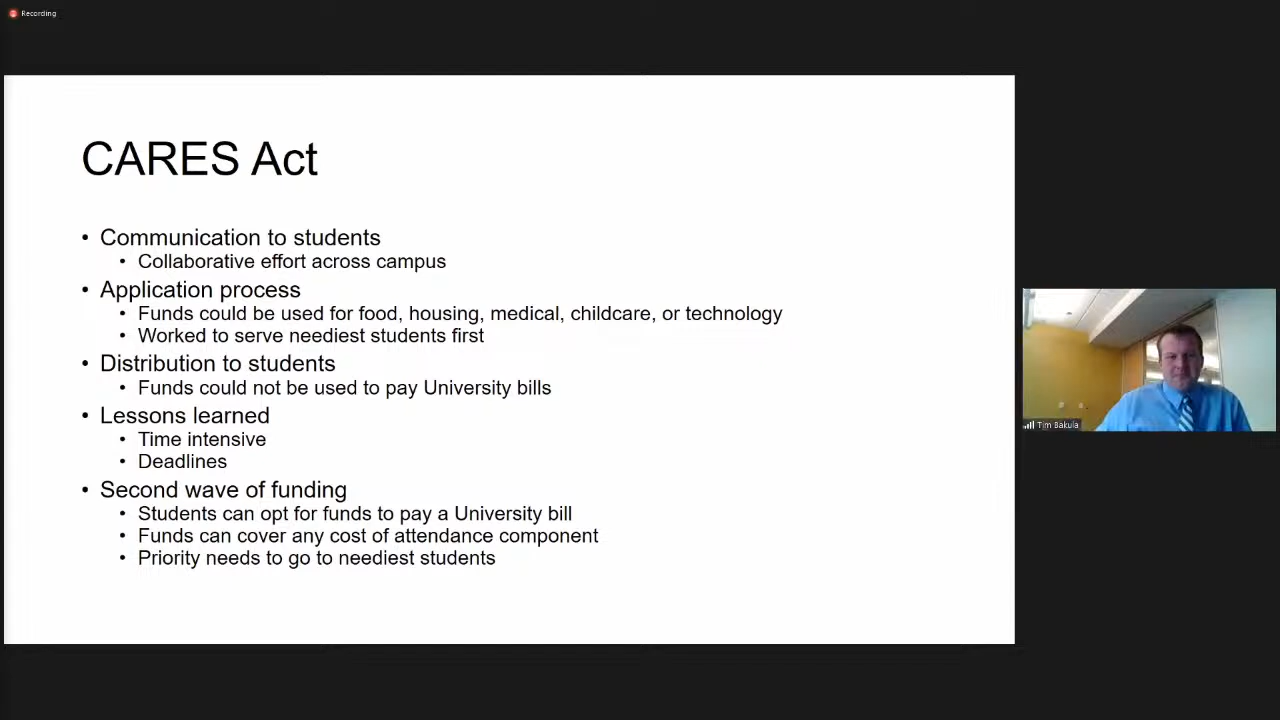 Recording
CARES Act
• Communication to students
• Collaborative effort across campus
• Application process
• Funds could be used for food, housing, medical, childcare, or technology
• Worked to serve neediest students first
• Distribution to students
• Funds could not be used to pay University bills
• Lessons learned
• Time intensive
• Deadlines
• Second wave of funding
• Students can opt for funds to pay a University bill
• Funds can cover any cost of attendance component
• Priority needs to go to neediest students
Tim Bakula